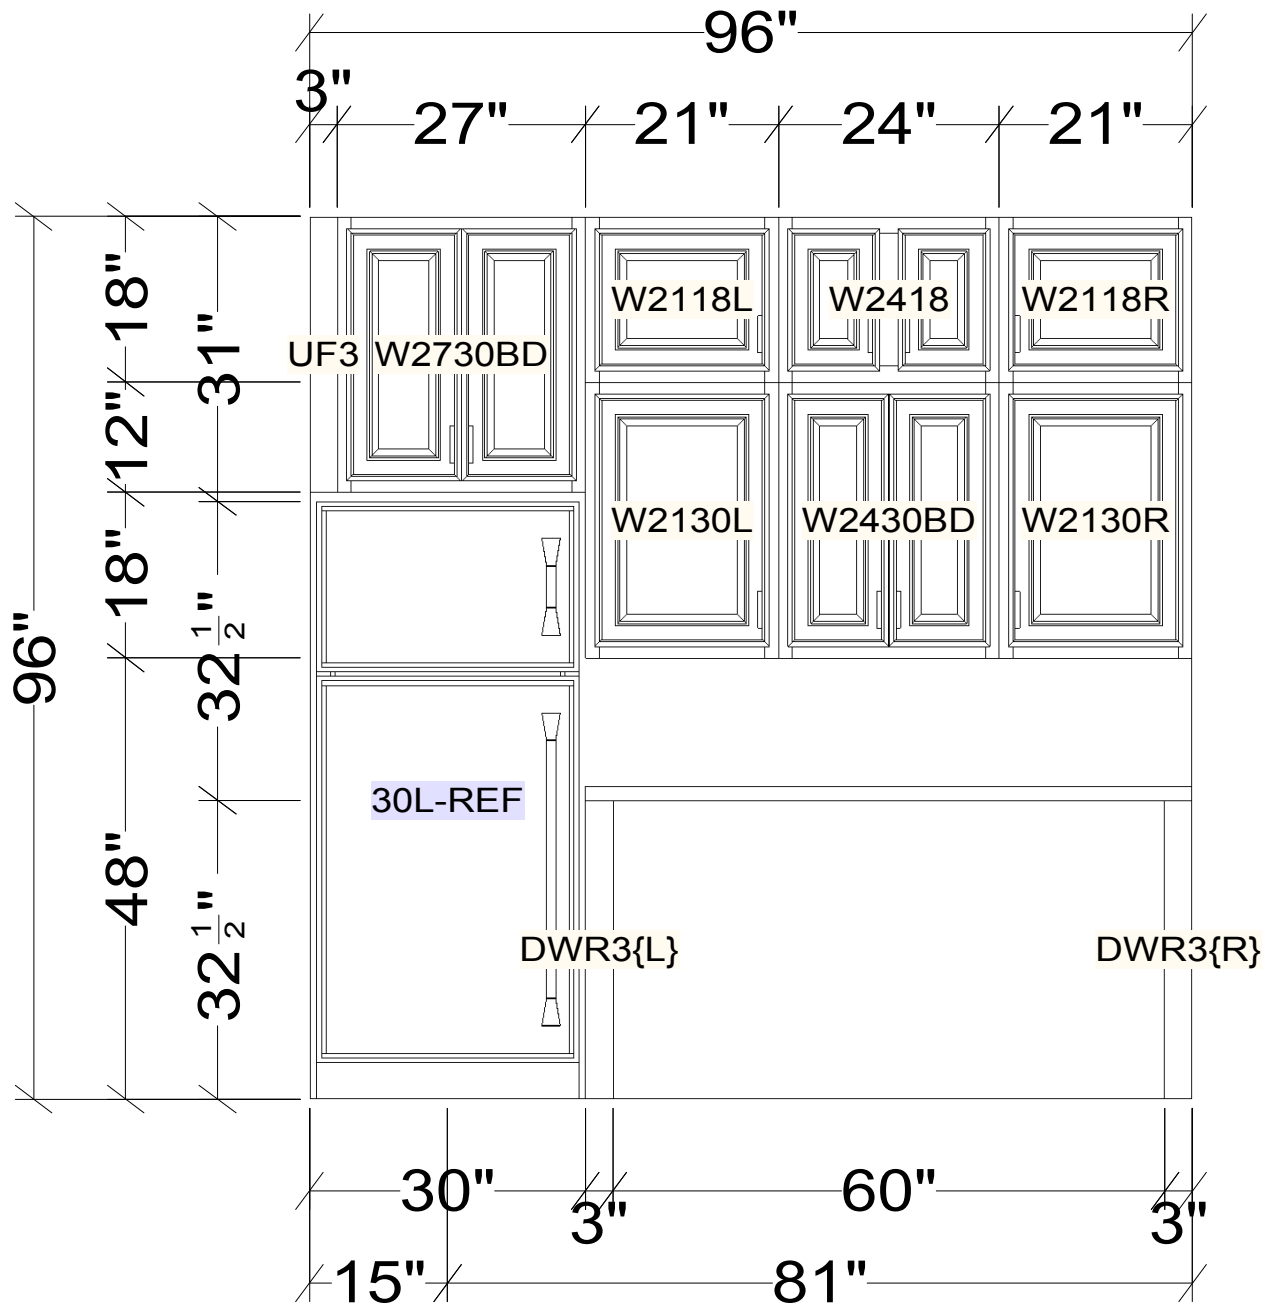 96"
3"
27" 21" 24" 21"
18"
31"
12"
18"
32 1/2"
96"
48"
32 1/2"
W2118L W2418 W2118R
UF3 W2730BD
W2130L W2430BD W2130R
30L-REF
DWR3{L} DWR3{R}
30" 60"
3" 3"
15" 81"